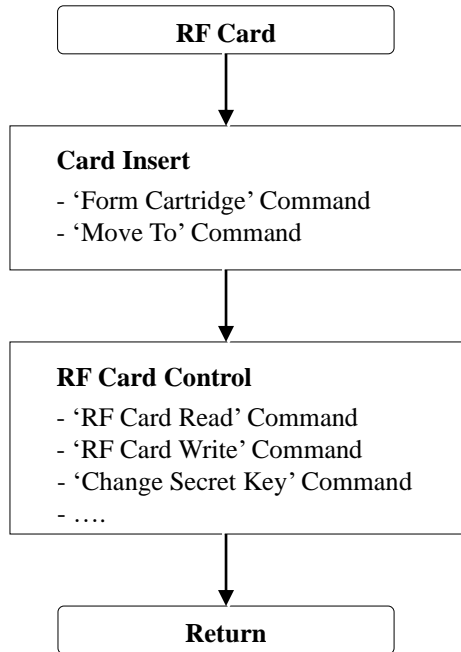 RF Card
Card Insert
- ‘Form Cartridge’ Command
- ‘Move To’ Command
RF Card Control
- ‘RF Card Read’ Command
- ‘RF Card Write’ Command
- ‘Change Secret Key’ Command
- ….
Return